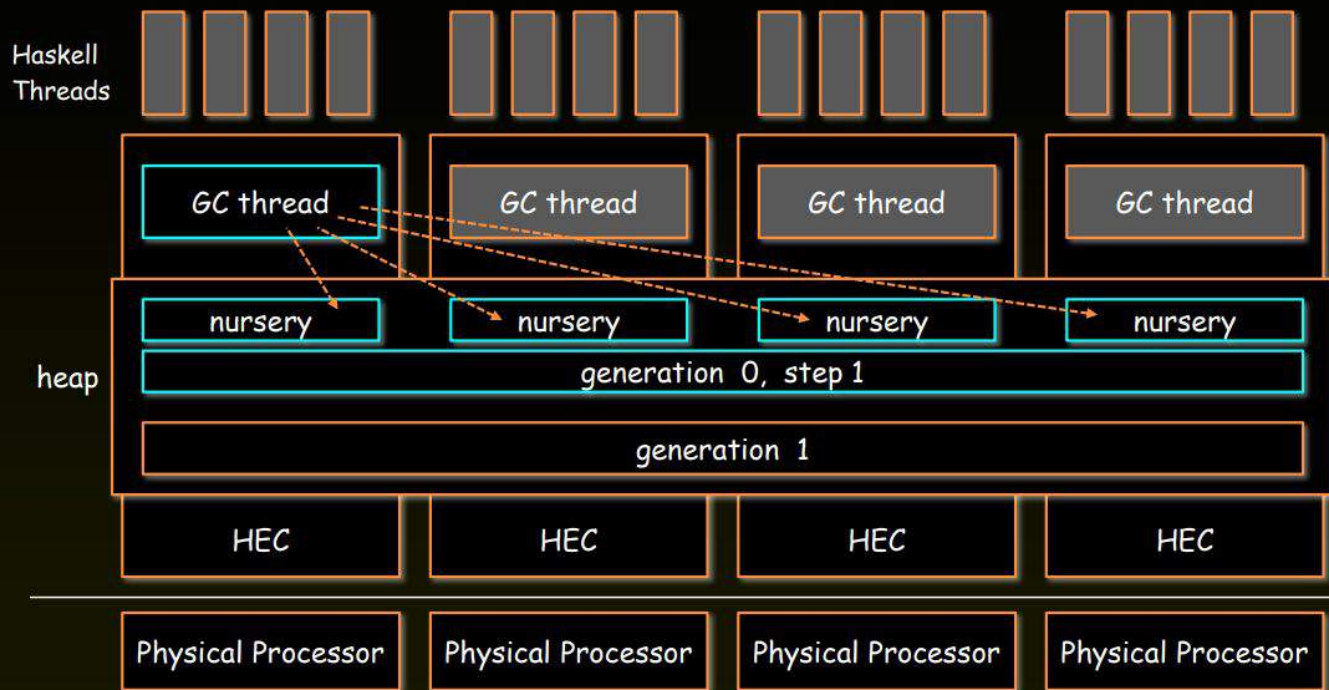 Haskell
Threads
GC thread GC thread GC thread GC thread
nursery nursery nursery nursery
heap
generation 0, step 1
generation 1
HEC HEC HEC HEC
Physical Processor Physical Processor Physical Processor Physical Processor